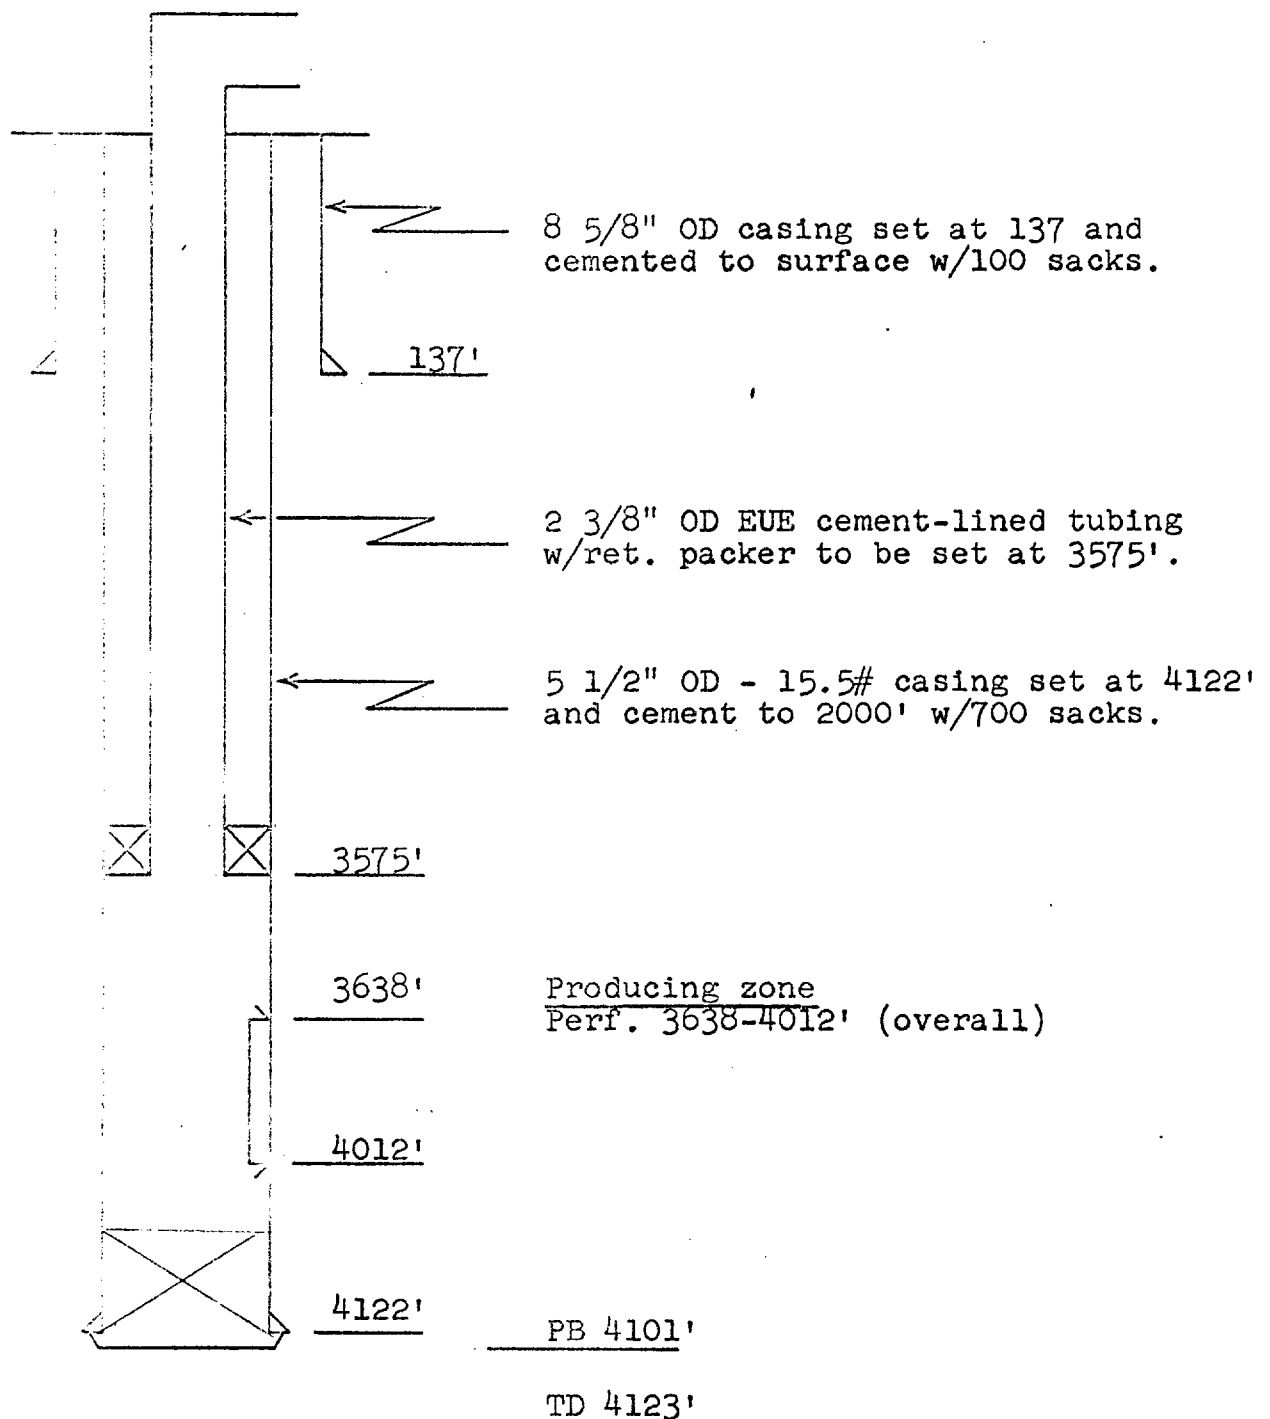 8 5/8" OD casing set at 137 and
cemented to surface w/100 sacks.
137'
2 3/8" OD EUE cement-lined tubing
w/ret. packer to be set at 3575'.
5 1/2" OD - 15.5# casing set at 4122'
and cement to 2000' w/700 sacks.
3575'
3638'
Producing zone
Perf. 3638-4012' (overall)
4012'
4122'
PB 4101'
TD 4123'